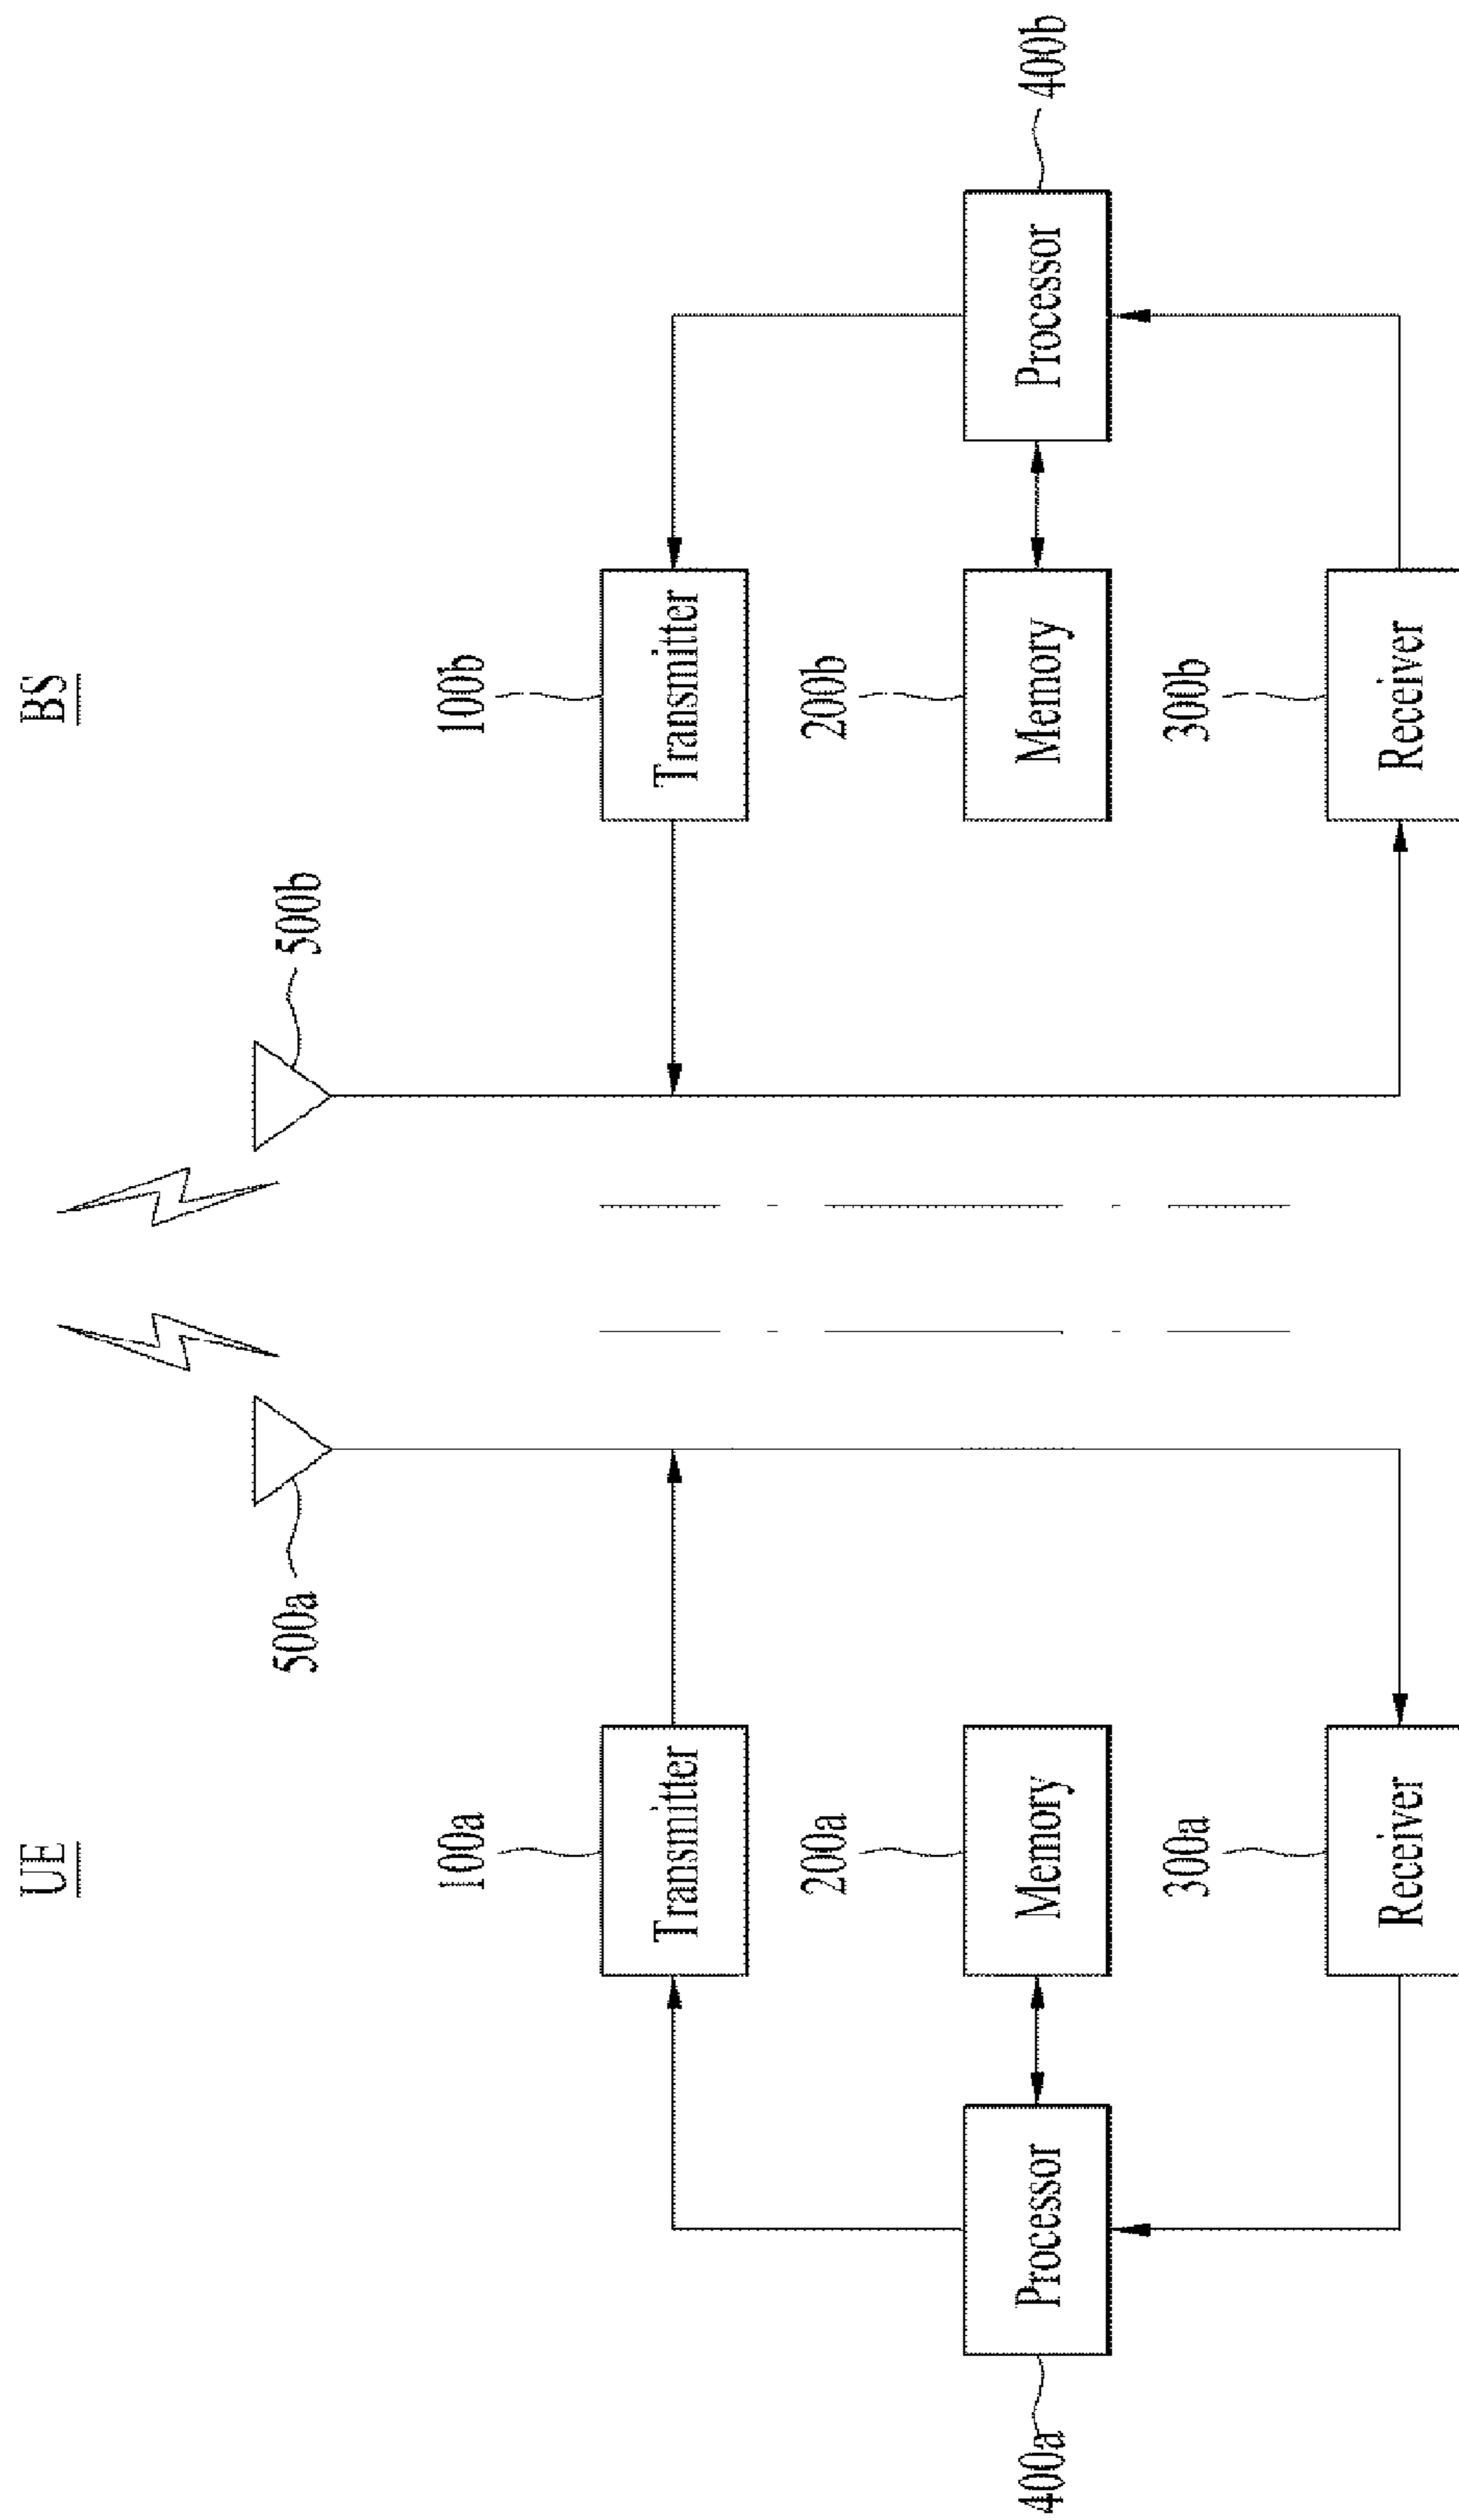 UE
BS
500a
500b
100a
100b
Transmitter
Transmitter
200a
200b
400a
Processor
Memory
Memory
Processor
400b
300a
300b
Receiver
Receiver